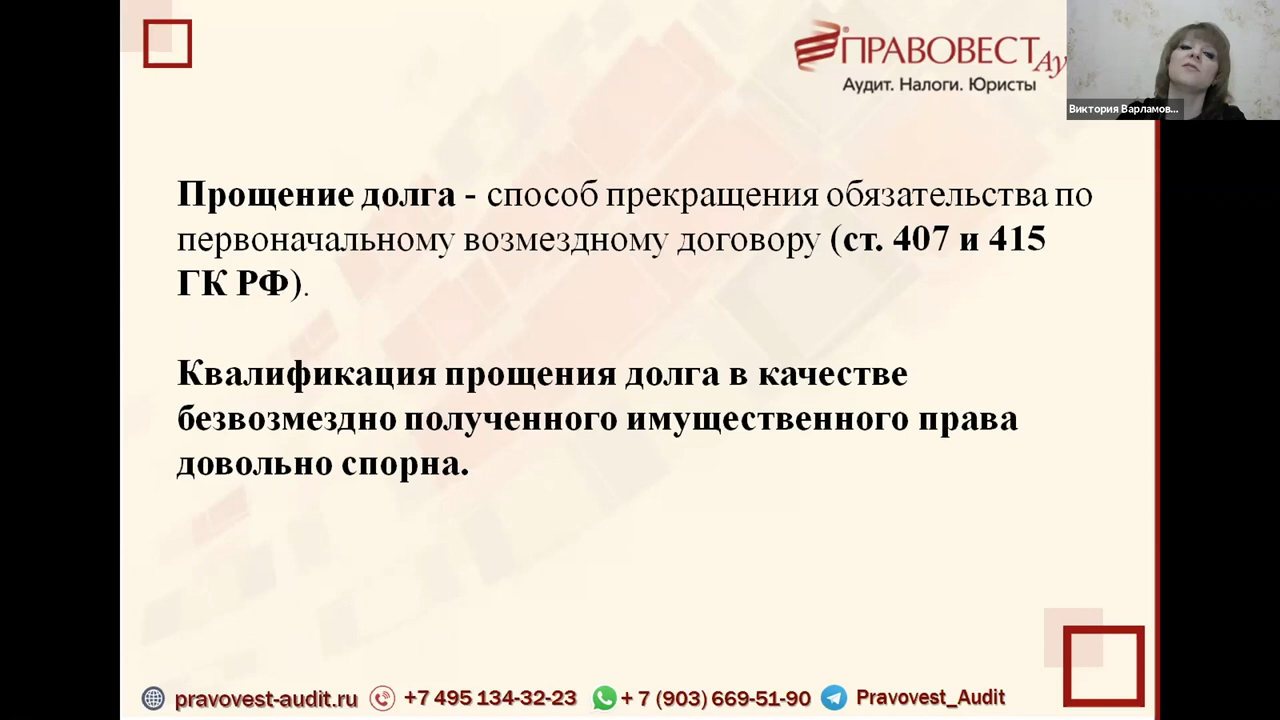 ПРАВОВЕСТ
Аудит. Налоги. Юристы
Виктория Варламов...
Прощение долга - способ прекращения обязательства по
первоначальному возмездному договору (ст. 407 и 415
ГК РФ).
Квалификация прощения долга в качестве
безвозмездно полученного имущественного права
довольно спорна.
pravovest-audit.ru +7 495 134-32-23 + 7 (903) 669-51-90 Pravovest_Audit